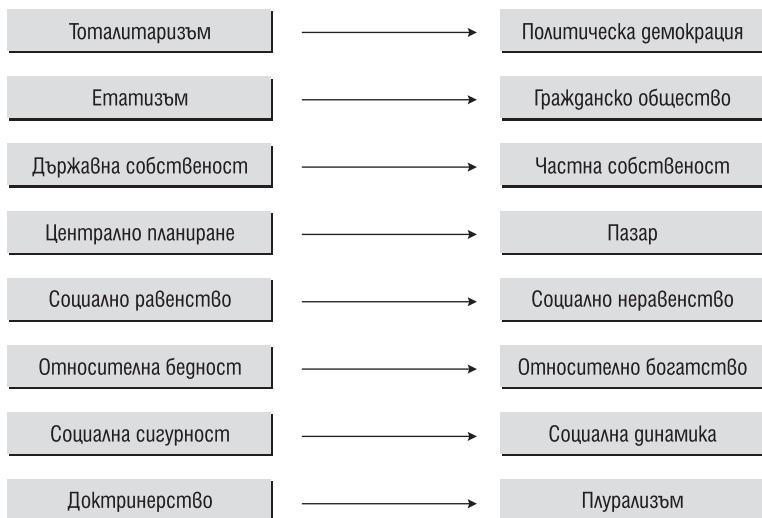 Тоталитаризъм
Политическа демокрация
Етатизъм
Гражданско общество
Държавна собственост
Частна собственост
Централно планиране
Пазар
Социално равенство
Социално неравенство
Относителна бедност
Относително богатство
Социална сигурност
Социална динамика
Доктринерство
Плурализъм